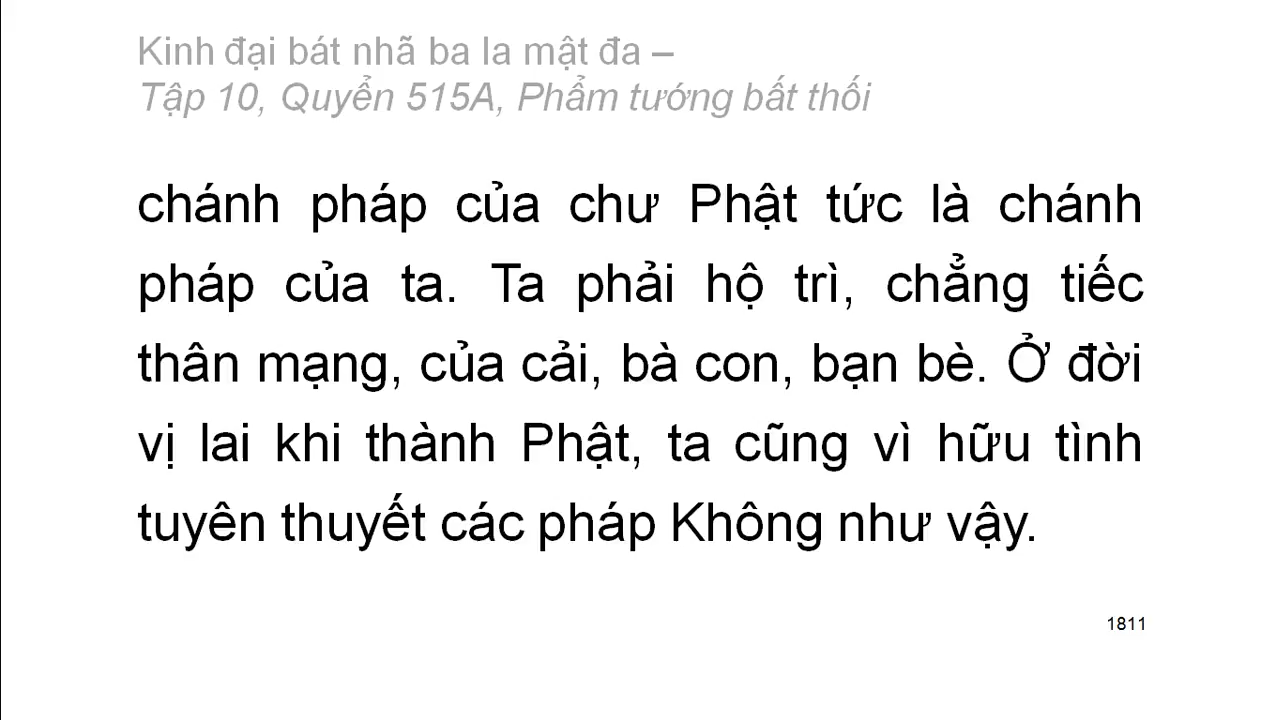 Kinh đại bát nhã ba la mật đa –
Tập 10, Quyển 515A, Phẩm tướng bất thối
chánh pháp của chư Phật tức là chánh
pháp của ta. Ta phải hộ trì, chẳng tiếc
thân mạng, của cải, bà con, bạn bè. Ở đời
vị lai khi thành Phật, ta cũng vì hữu tình
tuyên thuyết các pháp Không như vậy.
1811